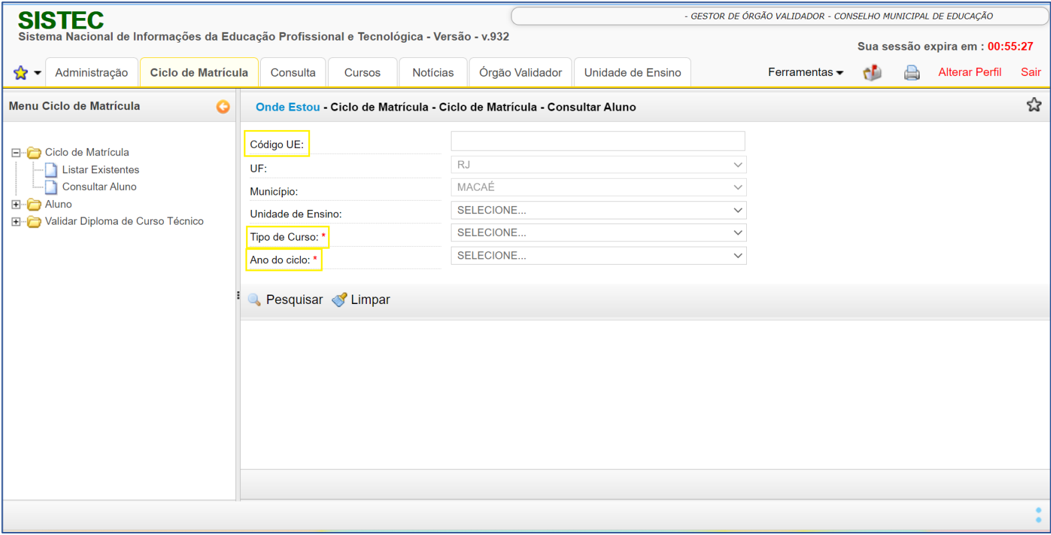 SISTEC
Sistema Nacional de Informações da Educação Profissional e Tecnológica - Versão - v.932
- GESTOR DE ÓRGÃO VALIDADOR - CONSELHO MUNICIPAL DE EDUCAÇÃO
Sua sessão expira em : 00:55:27
Administração Ciclo de Matrícula Consulta Cursos Notícias Órgão Validador Unidade de Ensino Ferramentas Alterar Perfil Sair
Menu Ciclo de Matrícula
Onde Estou - Ciclo de Matrícula - Ciclo de Matrícula - Consultar Aluno
Ciclo de Matrícula
Listar Existentes
Consultar Aluno
Aluno
Validar Diploma de Curso Técnico
Código UE:
UF: RJ
Município: MACAÉ
Unidade de Ensino: SELECIONE...
Tipo de Curso: * SELECIONE...
Ano do ciclo: * SELECIONE...
Pesquisar Limpar